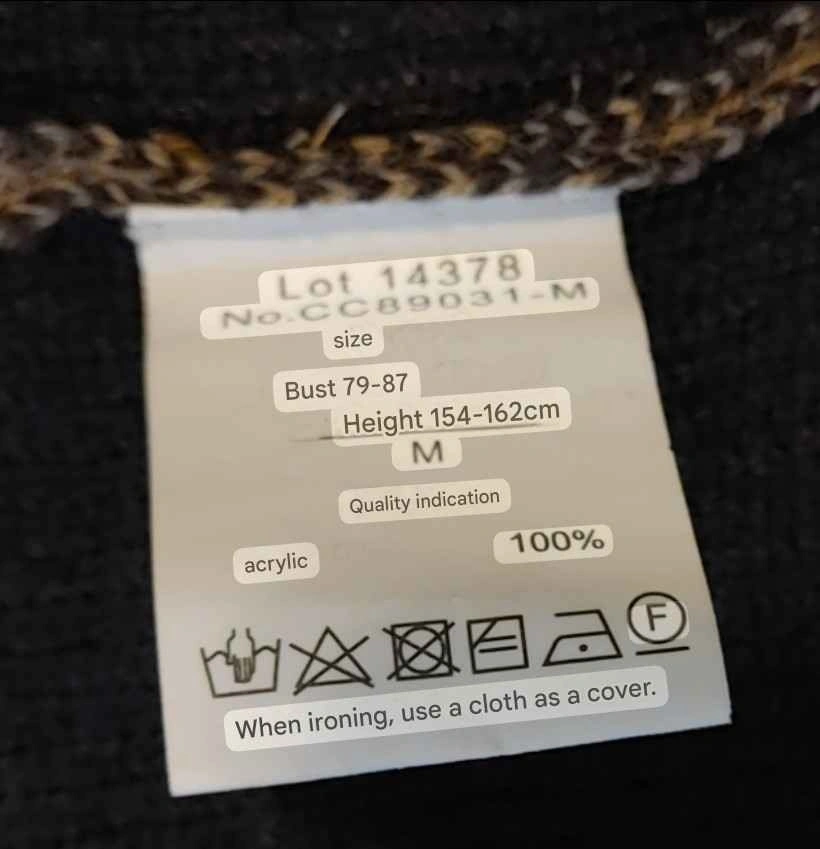 Lot 14378
No.CC89031-M
size
Bust 79-87
Height 154-162cm
M
Quality indication
acrylic 100%
F
When ironing, use a cloth as a cover.